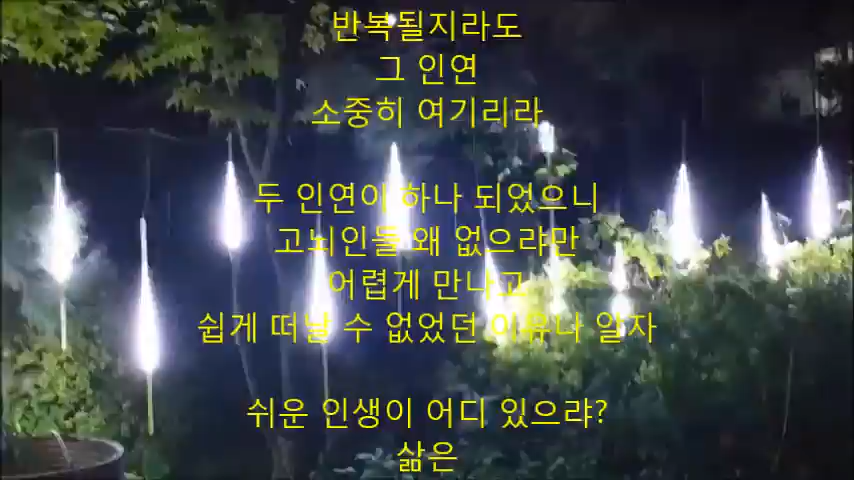 반복될지라도
그 인연
소중히 여기리라
두 인연이 하나 되었으니
고뇌인들 왜 없으랴만
어렵게 만나고
쉽게 떠날 수 없었던 이유나 알자
쉬운 인생이 어디 있으랴?
삶은